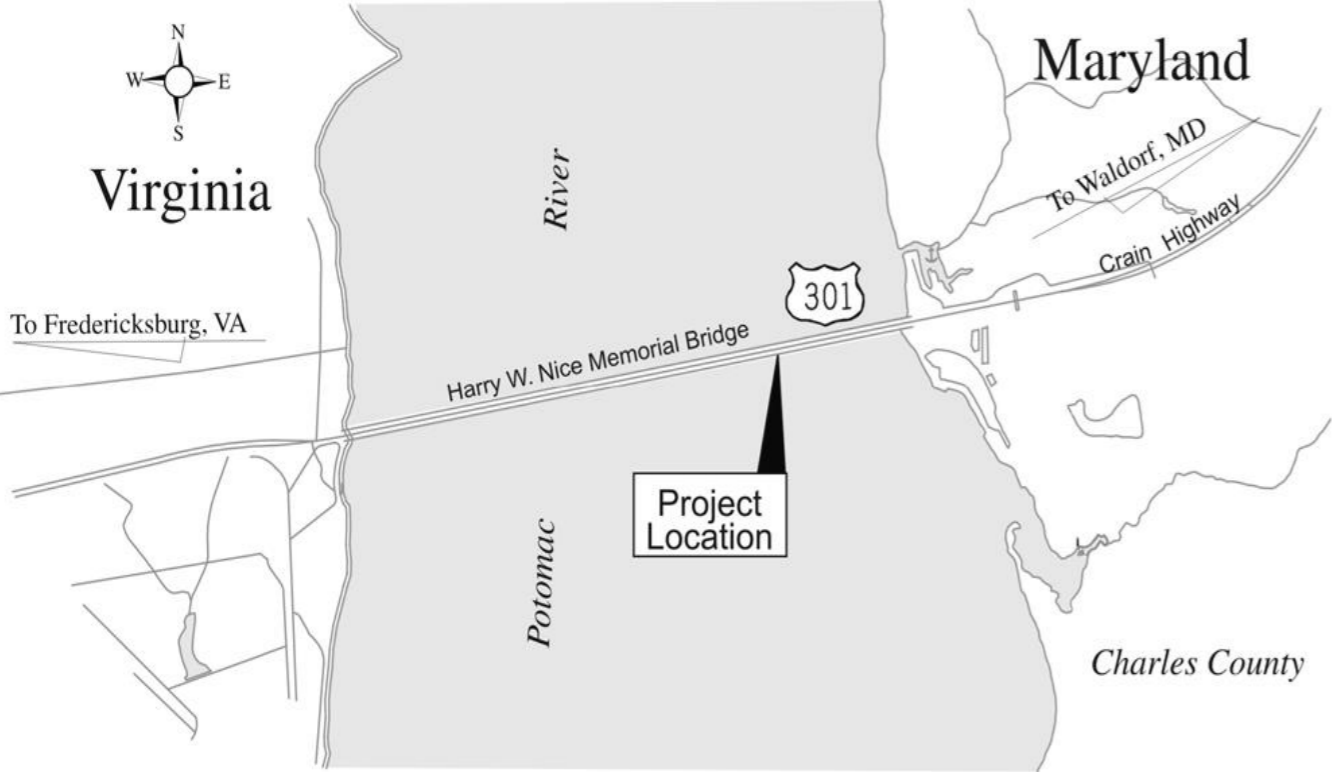 N
W E
S
Maryland
Virginia
To Waldorf, MD
River
Crain Highway
301
To Fredericksburg, VA
Harry W. Nice Memorial Bridge
Project
Location
Potomac
Charles County